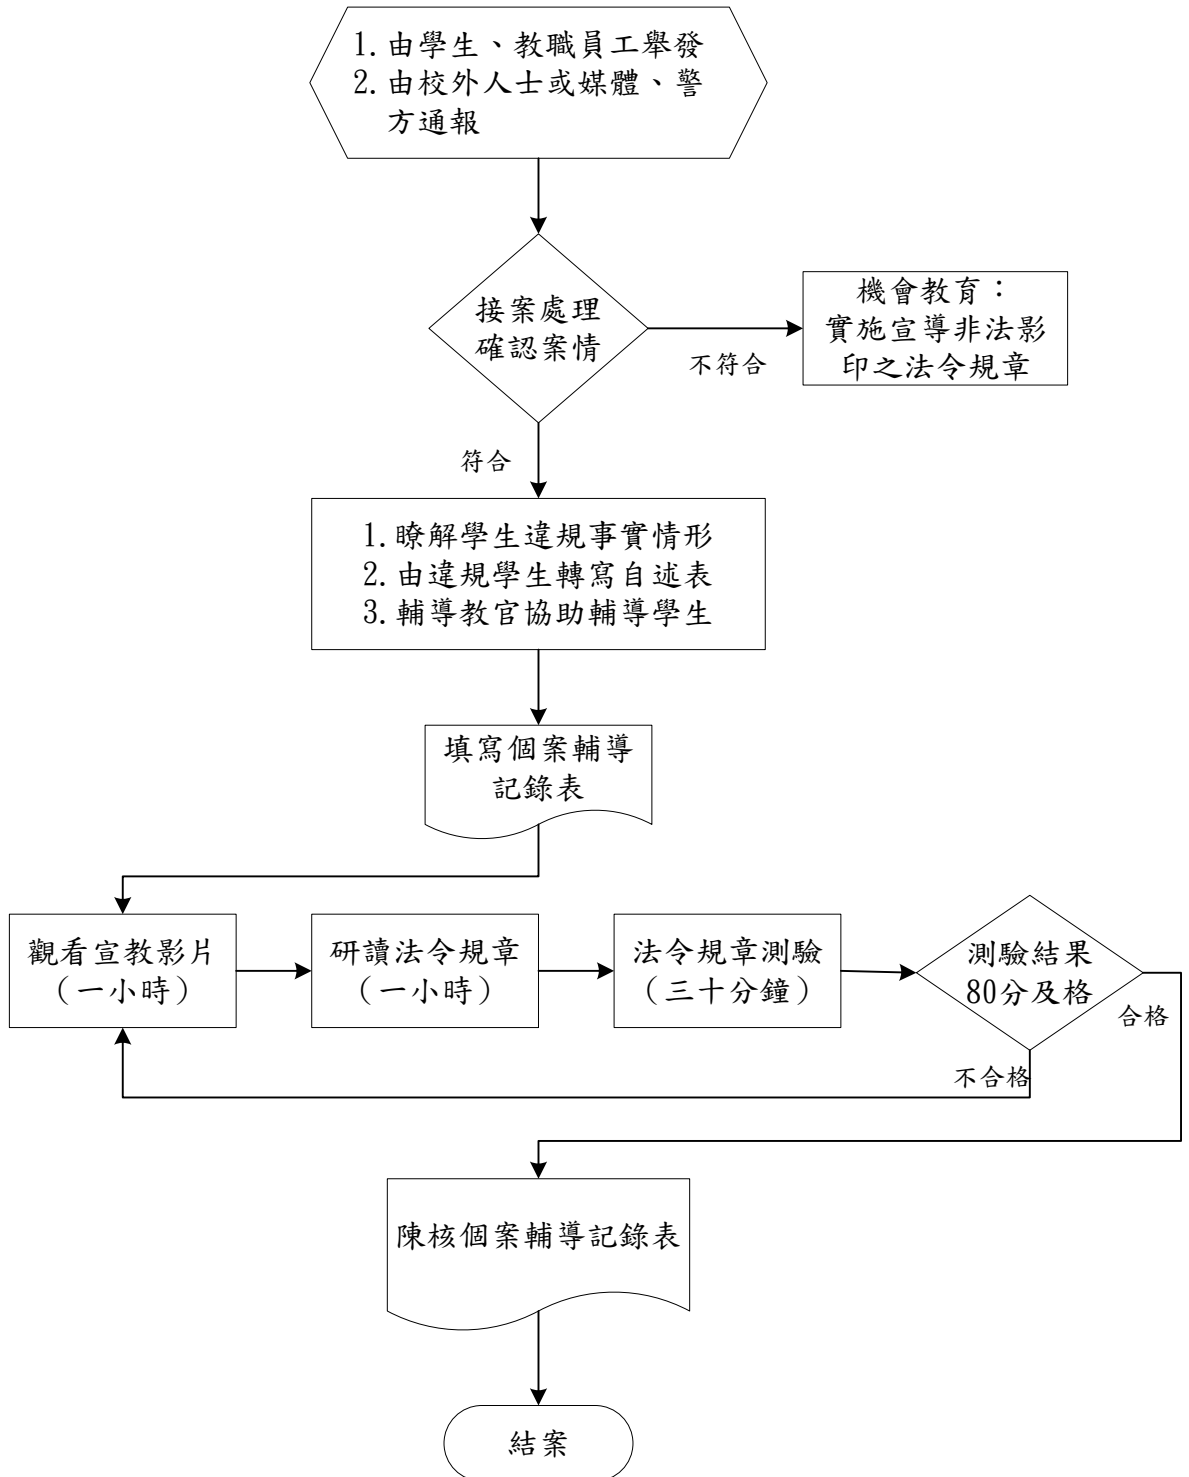 1.由學生、教職員工舉發
2.由校外人士或媒體、警
方通報
接案處理
確認案情
不符合
機會教育：
實施宣導非法影
印之法令規章
符合
1.瞭解學生違規事實情形
2.由違規學生轉寫自述表
3.輔導教官協助輔導學生
填寫個案輔導
記錄表
觀看宣教影片
（一小時）
研讀法令規章
（一小時）
法令規章測驗
（三十分鐘）
測驗結果
80分及格
合格
不合格
陳核個案輔導記錄表
結案